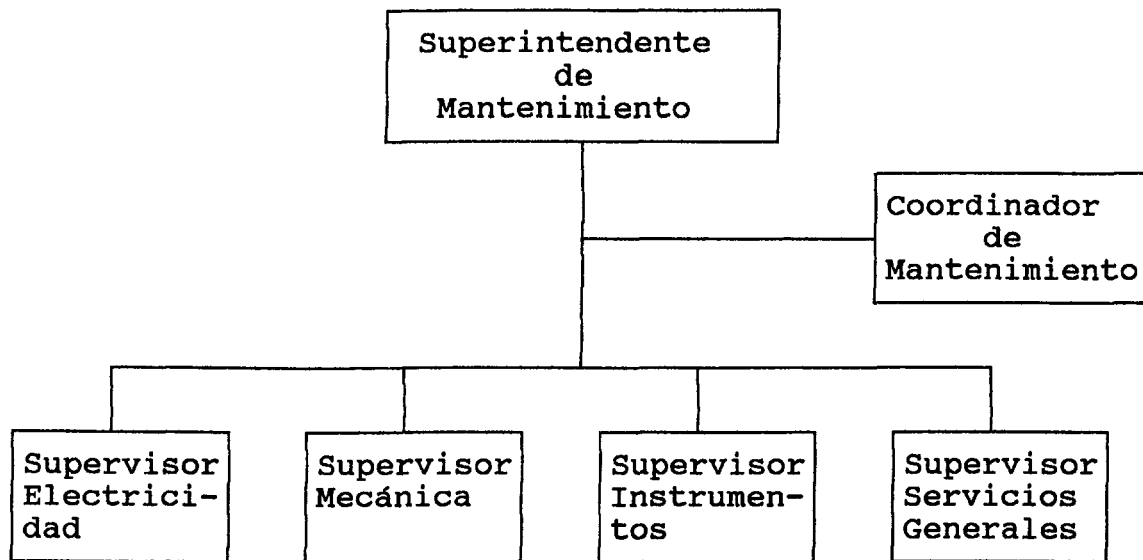 Superintendente
de
Mantenimiento
Coordinador
de
Mantenimiento
Supervisor
Electrici-
dad
Supervisor
Mecánica
Supervisor
Instrumen-
tos
Supervisor
Servicios
Generales